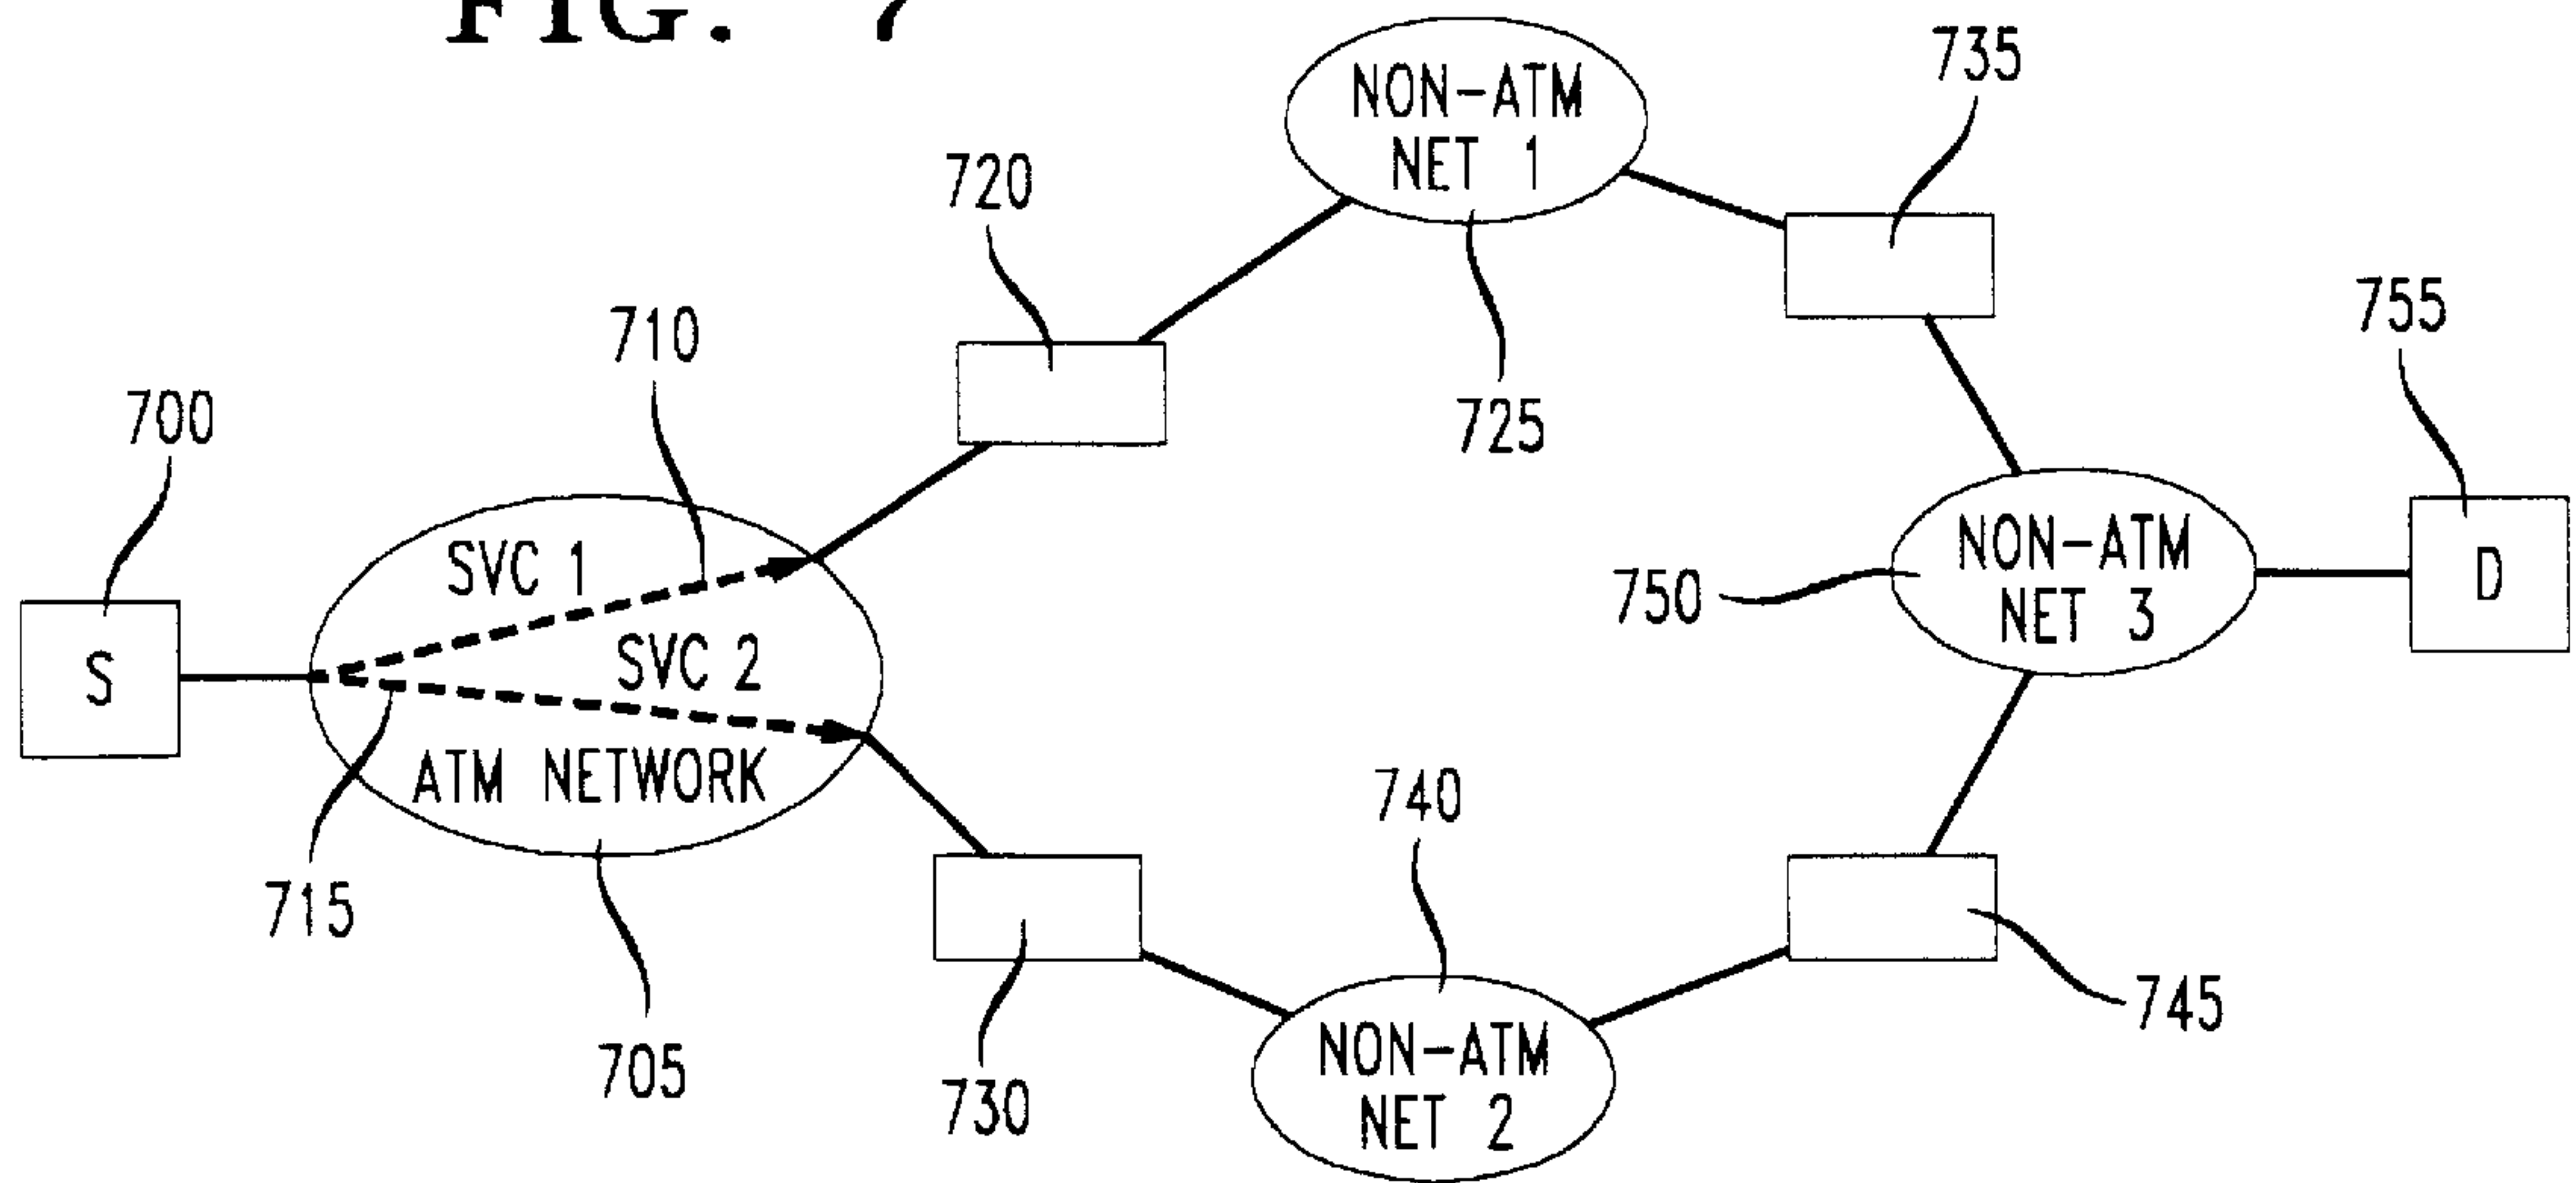 FIG. 7
NON-ATM
NET 1
735
720
725
710
755
700
SVC 1
SVC 2
ATM NETWORK
S
NON-ATM
NET 3
750
D
715
705
730
740
NON-ATM
NET 2
745